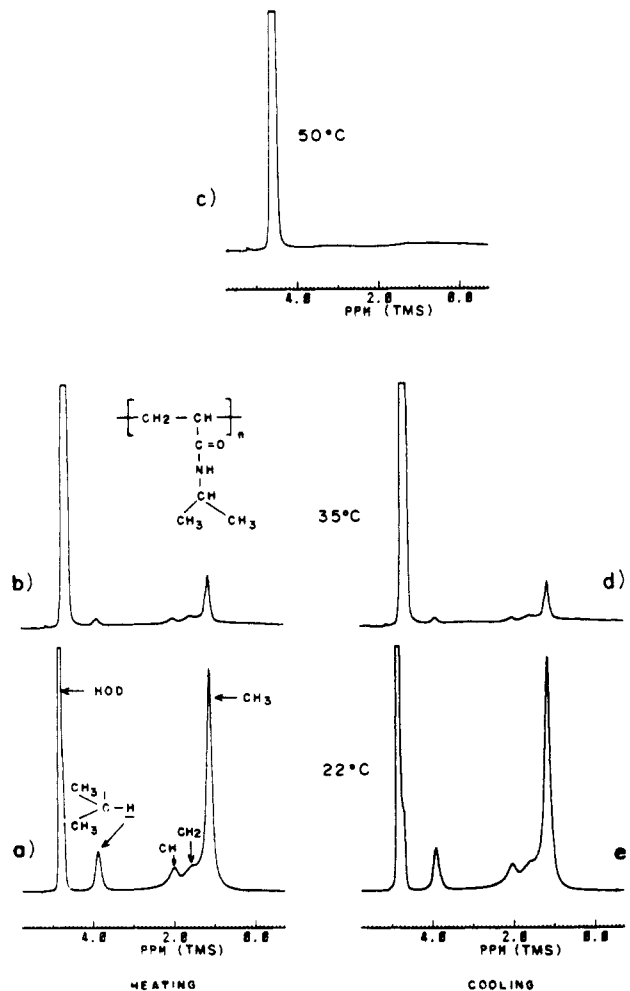 50°C
c)
4.0 2.0 0.0
PPM (TMS)
CH2 — CH
n
C=O
NH
CH
CH3 CH3
35°C
b)
d)
HOD
CH3
22°C
CH3
C — H
CH3
CH2
CH
a)
e
4.0 2.0 0.0
PPM (TMS)
4.0 2.0 0.0
PPM (TMS)
HEATING
COOLING